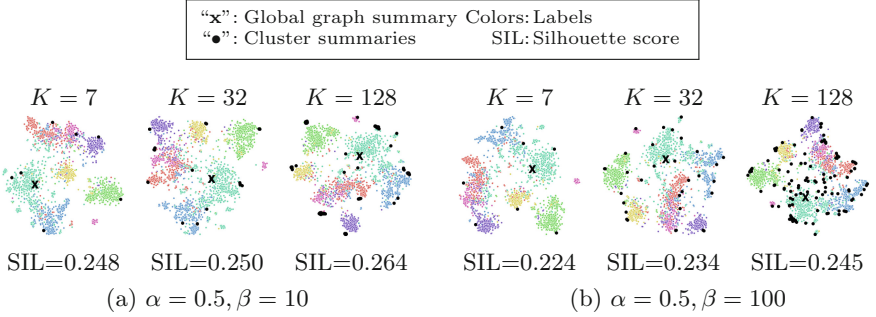 “x”: Global graph summary Colors: Labels
“●”: Cluster summaries SIL: Silhouette score
K = 7 K = 32 K = 128 K = 7 K = 32 K = 128
x x x x x x
SIL=0.248 SIL=0.250 SIL=0.264 SIL=0.224 SIL=0.234 SIL=0.245
(a) α = 0.5, β = 10 (b) α = 0.5, β = 100